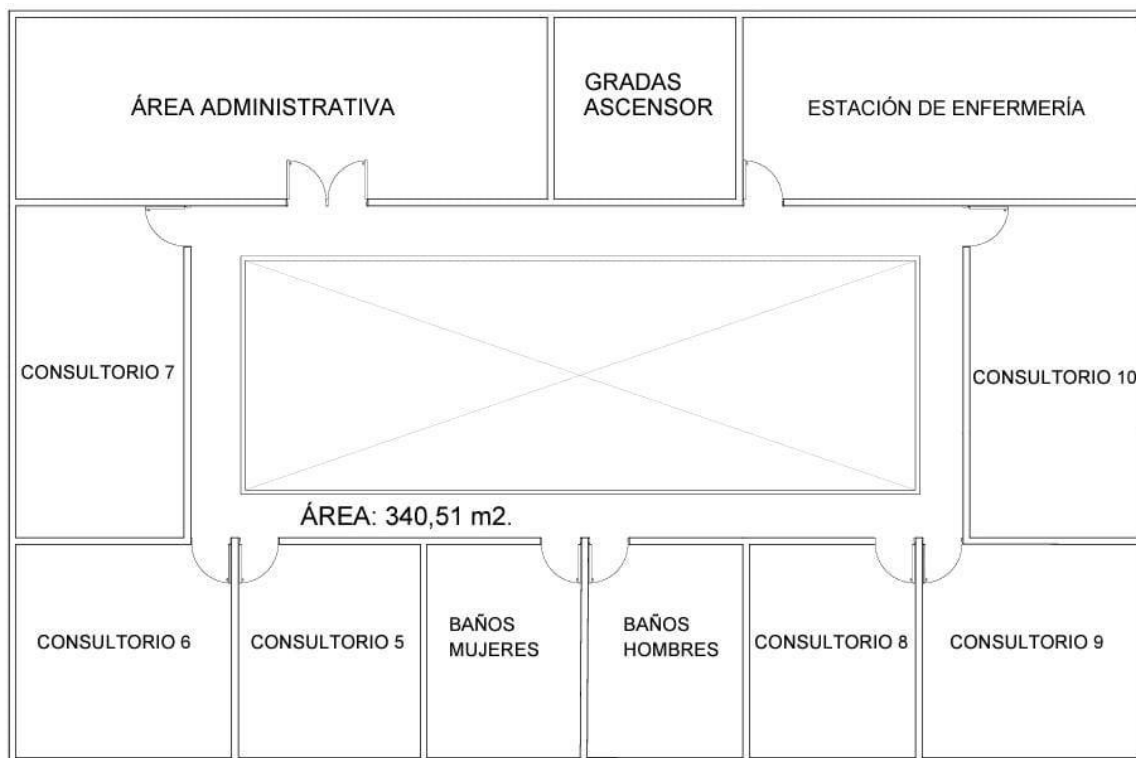 ÁREA ADMINISTRATIVA
GRADAS
ASCENSOR
ESTACIÓN DE ENFERMERÍA
CONSULTORIO 7
CONSULTORIO 10
ÁREA: 340,51 m2.
CONSULTORIO 6
CONSULTORIO 5
BAÑOS
MUJERES
BAÑOS
HOMBRES
CONSULTORIO 8
CONSULTORIO 9